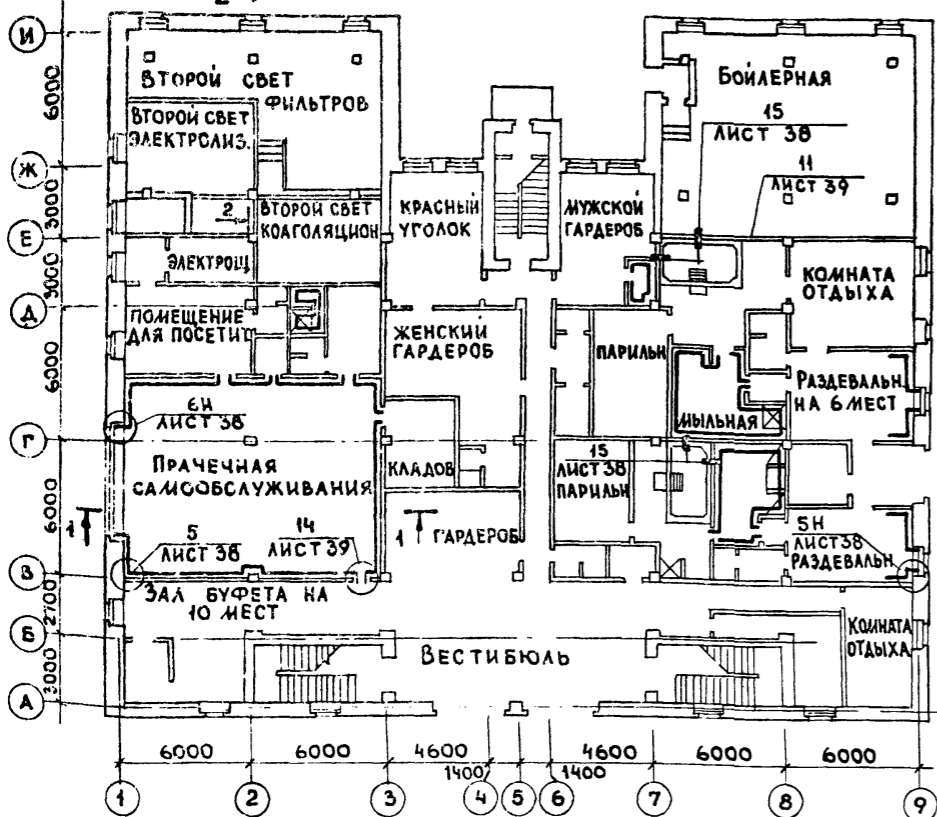 И
6000
ВТОРОЙ СВЕТ
ФИЛЬТРОВ
БОЙЛЕРНАЯ
ВТОРОЙ СВЕТ
ЭЛЕКТРОЛИЗ.
15
ЛИСТ 38
11
ЛИСТ 39
Ж
3000
2
ВТОРОЙ СВЕТ
КОАГОЛЯЦИОН
КРАСНЫЙ
УГОЛОК
МУЖСКОЙ
ГАРДЕРОБ
Е
3000
ЭЛЕКТРОЩ
КОМНАТА
ОТДЫХА
Д
ПОМЕЩЕНИЕ
ДЛЯ ПОСЕТИТ
ЖЕНСКИЙ
ГАРДЕРОБ
ПАРИЛЬН
6000
РАЗДЕВАЛЬН
НА 6 МЕСТ
6Н
ЛИСТ 38
МЫЛЬНАЯ
Г
ПРАЧЕЧНАЯ
САМООБСЛУЖИВАНИЯ
КЛАДОВ
15
ЛИСТ 38
ПАРИЛЬН
6000
1
5
ЛИСТ 38
14
ЛИСТ 39
1
ГАРДЕРОБ
5Н
ЛИСТ 38
РАЗДЕВАЛЬН
В
ЗАЛ БУФЕТА НА
10 МЕСТ
2700
Б
ВЕСТИБЮЛЬ
КОМНАТА
ОТДЫХА
3000
А
6000
6000
4600
1400
1400
4600
6000
6000
1
2
3
4
5
6
7
8
9